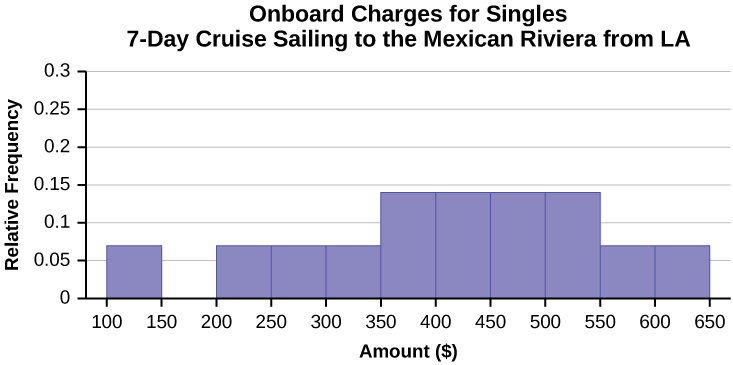 Onboard Charges for Singles
7-Day Cruise Sailing to the Mexican Riviera from LA
Relative Frequency
0.3
0.25
0.2
0.15
0.1
0.05
0
100 150 200 250 300 350 400 450 500 550 600 650
Amount ($)